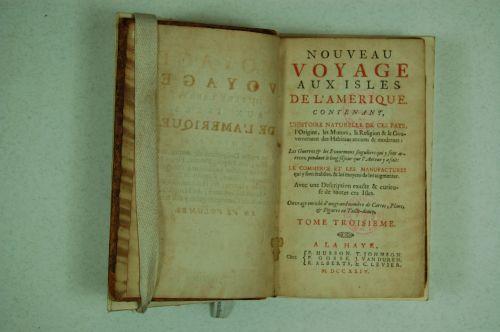 NOUVEAU
VOYAGE
AUX ISLES
DE L'AMERIQUE.
CONTENANT,
L'HISTOIRE NATURELLE DE CES PAYS,
l'Origine, les Mœurs, la Religion & le Gou-
vernement des Habitans anciens & modernes:
Les Guerres & les Evenemens singuliers qui y sont ar-
rivez pendant le long séjour que l'Auteur y a fait:
LE COMMERCE ET LES MANUFACTURES
qui y sont établies, & les moyens de les augmenter.
Avec une Description exacte & curieu-
se de toutes ces Isles.
Ouvrage enrichi d'un grand nombre de Cartes, Plans,
& Figures en Taille-douce.
TOME TROISIEME.
A LA HAYE,
Chez
P. HUSSON. T. JOHNSON.
P. GOSSE. J. VAN DUREN.
R. ALBERTS, & C. LEVIER.
M. DCC XXIV.